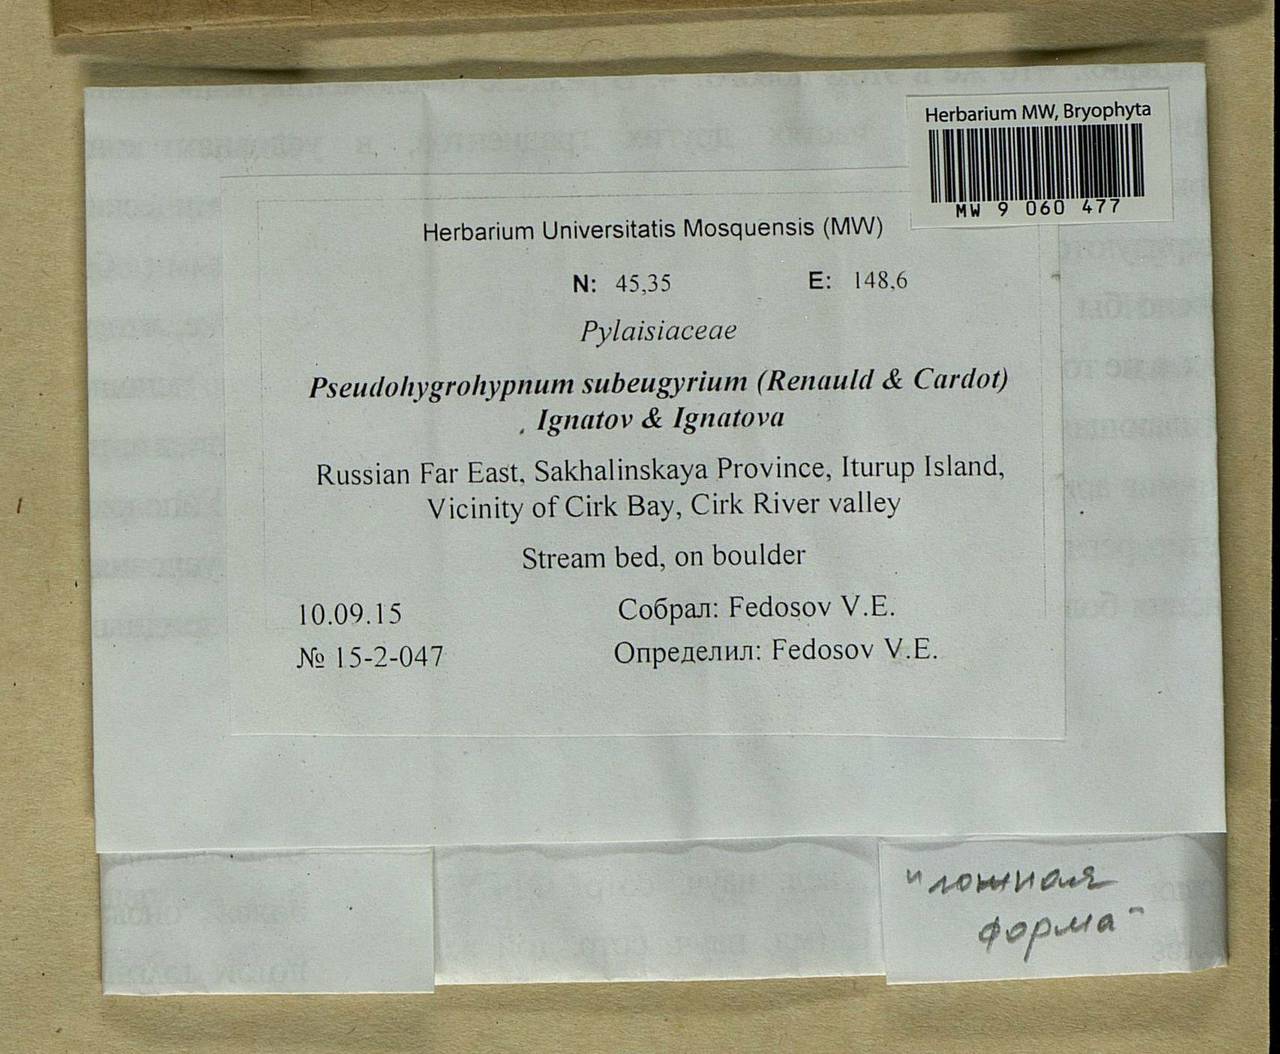 Herbarium MW, Bryophyta
MW 9 060 477
Herbarium Universitatis Mosquensis (MW)
N: 45,35 E: 148,6
Pylaisiaceae
Pseudohygrohypnum subeugyrium (Renauld & Cardot)
Ignatov & Ignatova
Russian Far East, Sakhalinskaya Province, Iturup Island,
Vicinity of Cirk Bay, Cirk River valley
Stream bed, on boulder
10.09.15 Собрал: Fedosov V.E.
№ 15-2-047 Определил: Fedosov V.E.
форма"